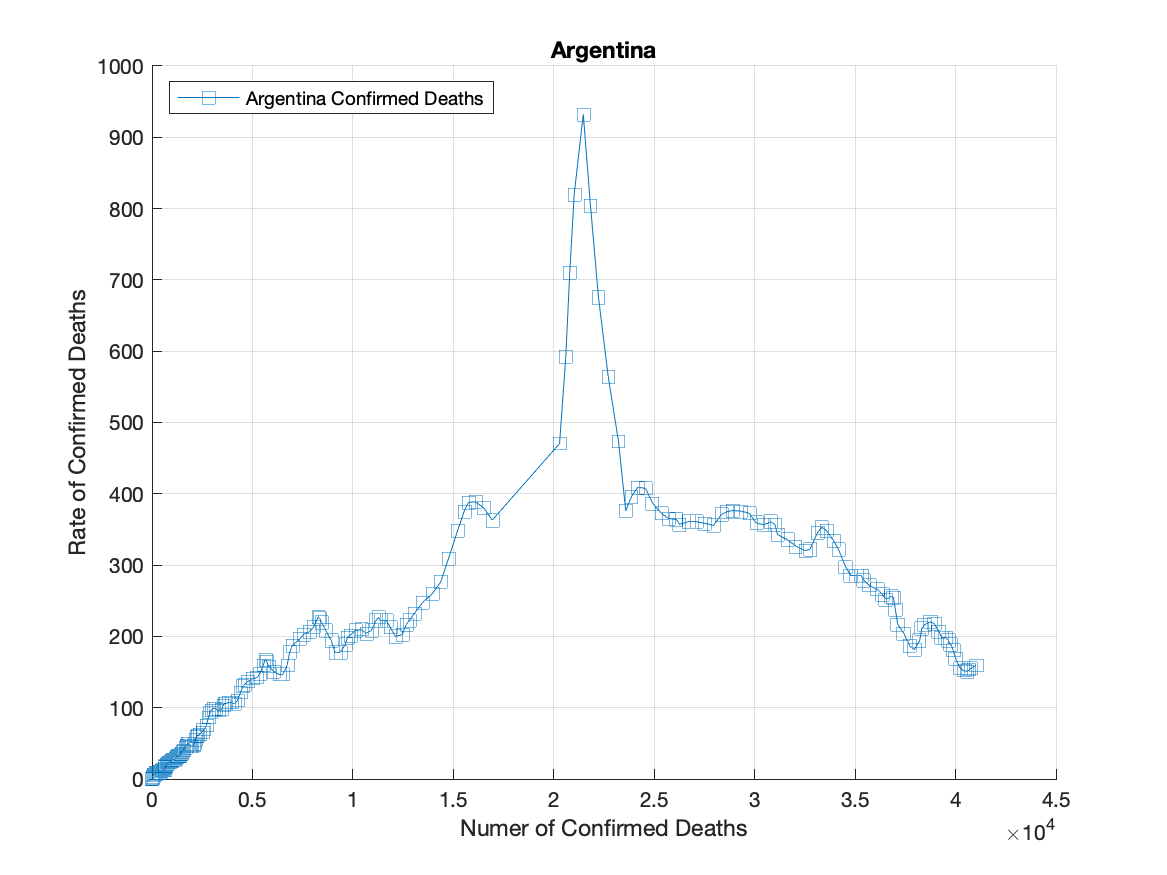 Argentina
Argentina Confirmed Deaths
Rate of Confirmed Deaths
1000
900
800
700
600
500
400
300
200
100
0
0 0.5 1 1.5 2 2.5 3 3.5 4 4.5
Numer of Confirmed Deaths
×10⁴